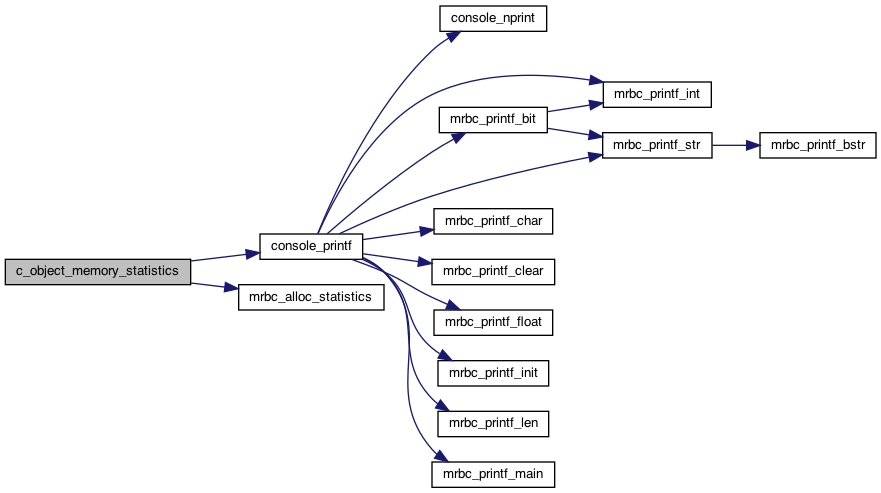 console_nprint
mrbc_printf_int
mrbc_printf_bit
mrbc_printf_str
mrbc_printf_bstr
mrbc_printf_char
console_printf
c_object_memory_statistics
mrbc_printf_clear
mrbc_alloc_statistics
mrbc_printf_float
mrbc_printf_init
mrbc_printf_len
mrbc_printf_main